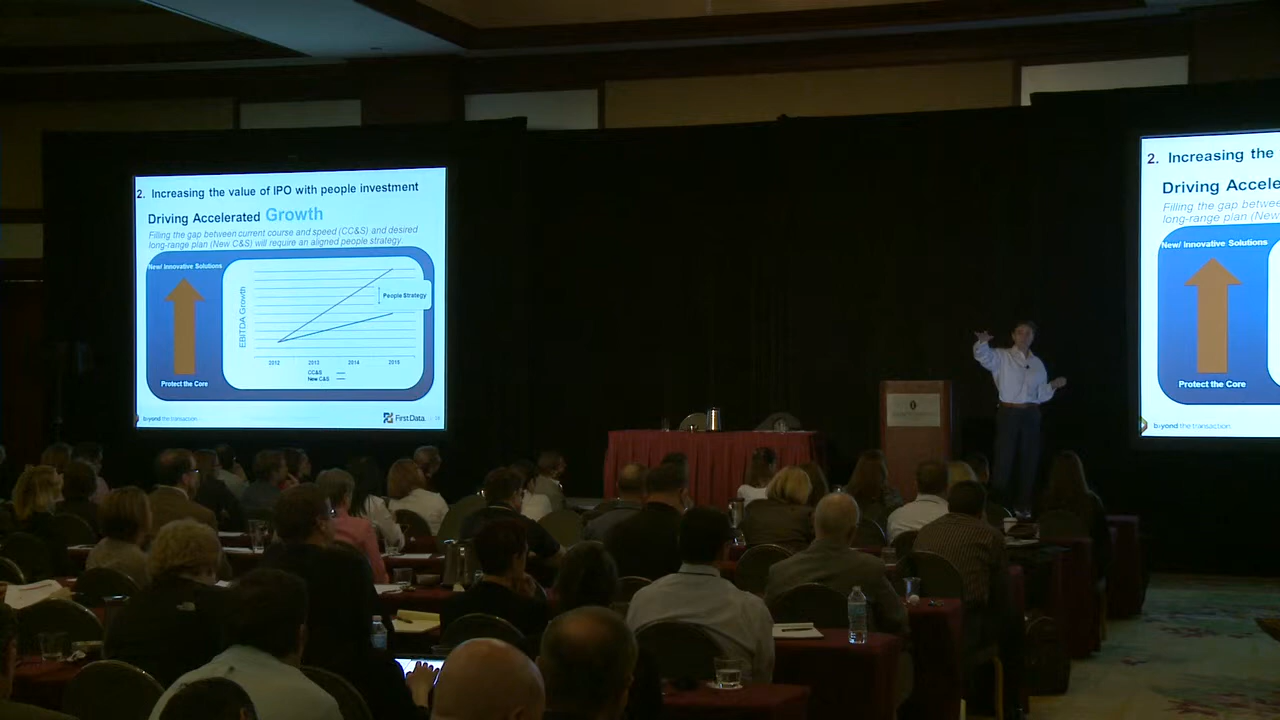 2. Increasing the value of IPO with people investment
Driving Accelerated Growth
Filling the gap between current course and speed (CC&S) and desired
long-range plan (New C&S) will require an aligned people strategy.
New/ Innovative Solutions
EBITDA Growth
People Strategy
2012 2013 2014 2015
CC&S
New C&S
Protect the Core
beyond the transaction
First Data
2. Increasing the
Driving Accele
Filling the gap betwee
long-range plan (New
New/ Innovative Solutions
Protect the Core
beyond the transaction